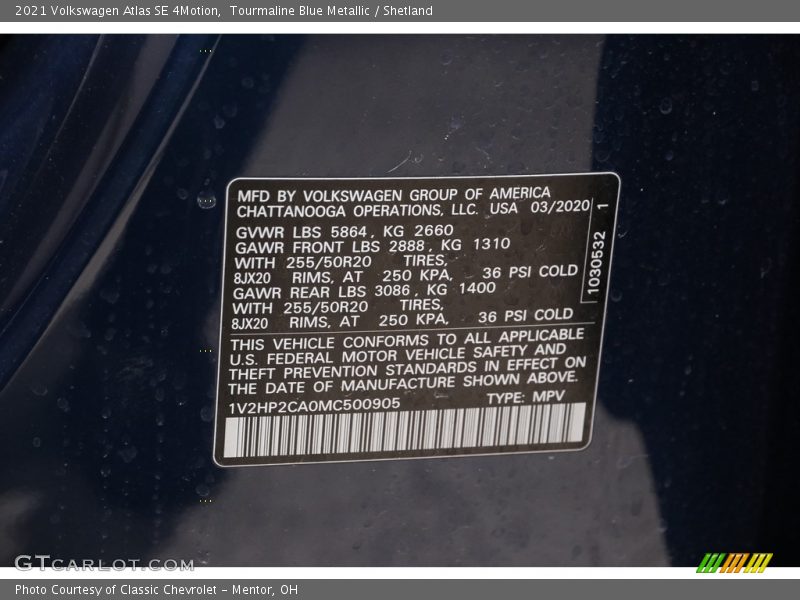 2021 Volkswagen Atlas SE 4Motion, Tourmaline Blue Metallic / Shetland
MFD BY VOLKSWAGEN GROUP OF AMERICA
CHATTANOOGA OPERATIONS, LLC. USA 03/2020
GVWR LBS 5864, KG 2660
GAWR FRONT LBS 2888, KG 1310
WITH 255/50R20 TIRES,
8JX20 RIMS, AT 250 KPA, 36 PSI COLD
GAWR REAR LBS 3086, KG 1400
WITH 255/50R20 TIRES,
8JX20 RIMS, AT 250 KPA, 36 PSI COLD
1030532 1
THIS VEHICLE CONFORMS TO ALL APPLICABLE
U.S. FEDERAL MOTOR VEHICLE SAFETY AND
THEFT PREVENTION STANDARDS IN EFFECT ON
THE DATE OF MANUFACTURE SHOWN ABOVE.
1V2HP2CA0MC500905 TYPE: MPV
GTCARLOT.COM
Photo Courtesy of Classic Chevrolet - Mentor, OH